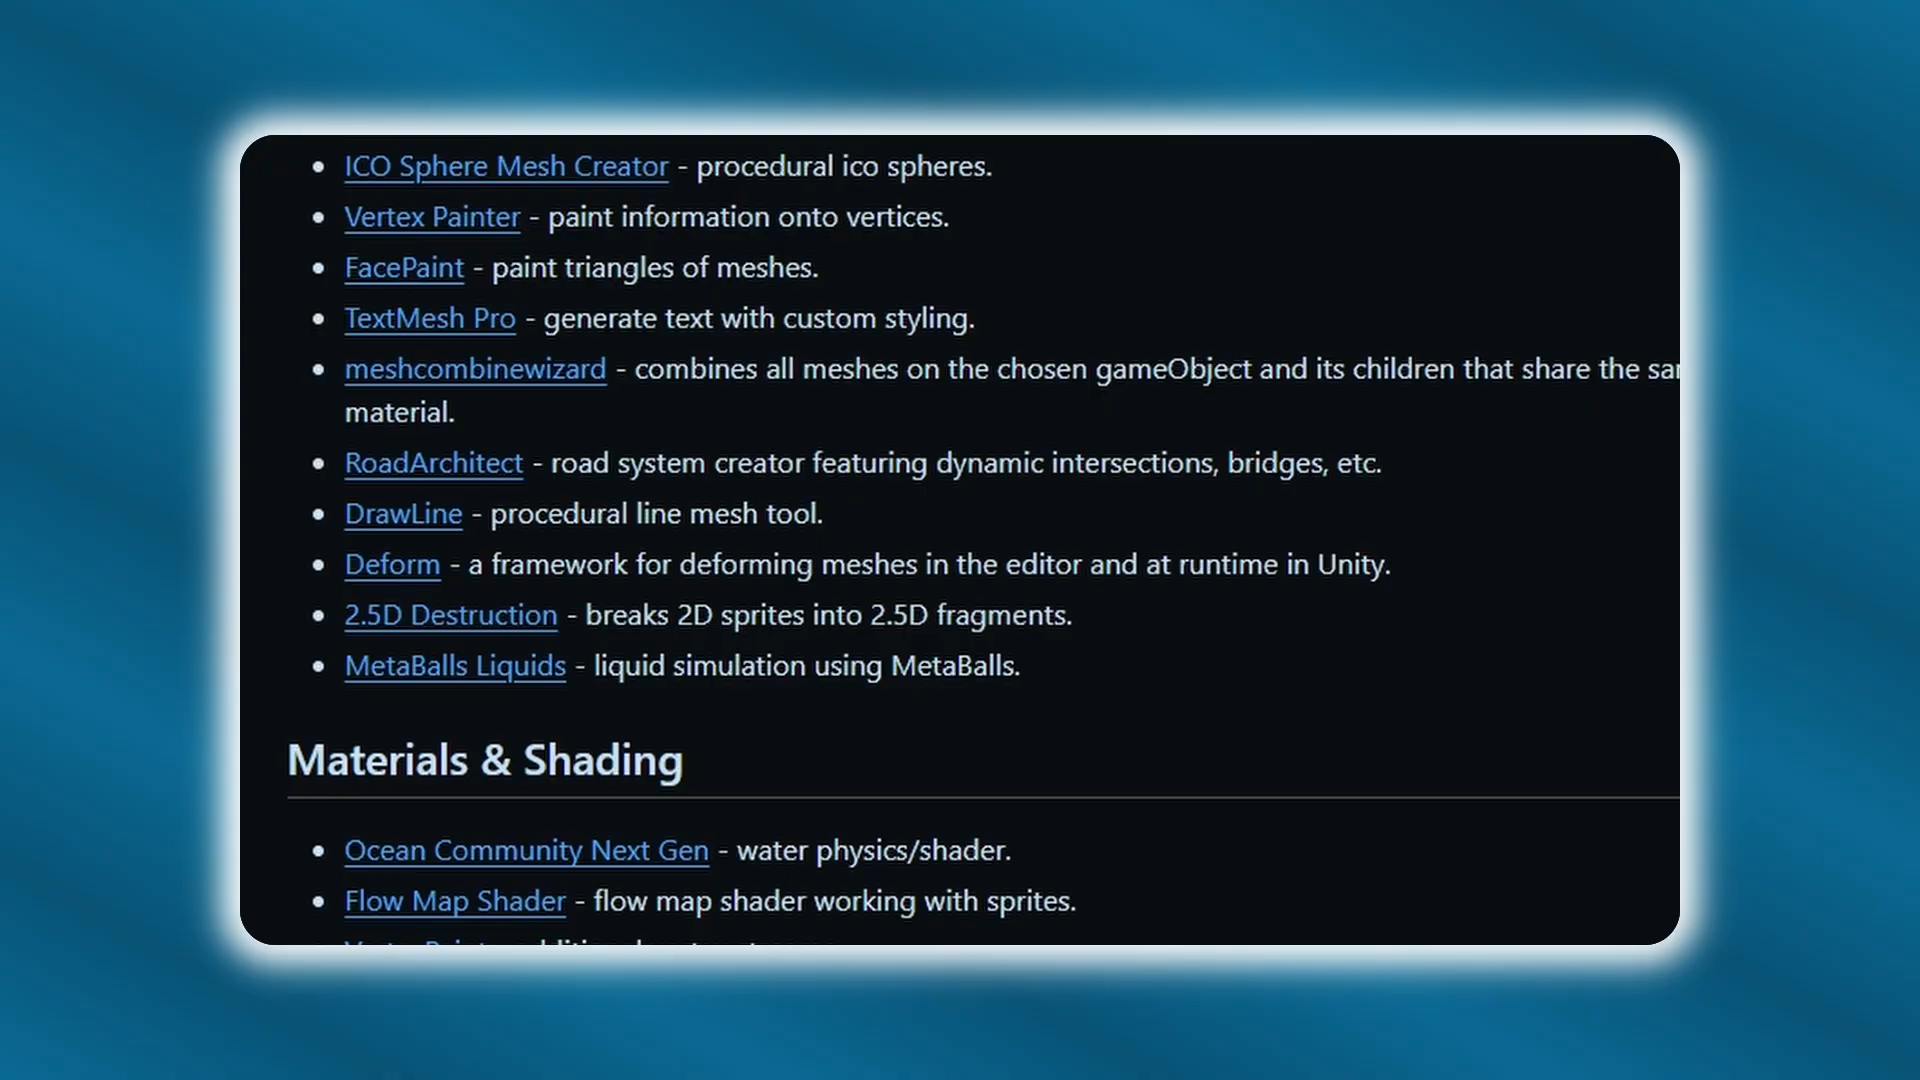 ICO Sphere Mesh Creator - procedural ico spheres.
Vertex Painter - paint information onto vertices.
FacePaint - paint triangles of meshes.
TextMesh Pro - generate text with custom styling.
meshcombinewizard - combines all meshes on the chosen gameObject and its children that share the
material.
RoadArchitect - road system creator featuring dynamic intersections, bridges, etc.
DrawLine - procedural line mesh tool.
Deform - a framework for deforming meshes in the editor and at runtime in Unity.
2.5D Destruction - breaks 2D sprites into 2.5D fragments.
MetaBalls Liquids - liquid simulation using MetaBalls.
Materials & Shading
Ocean Community Next Gen - water physics/shader.
Flow Map Shader - flow map shader working with sprites.